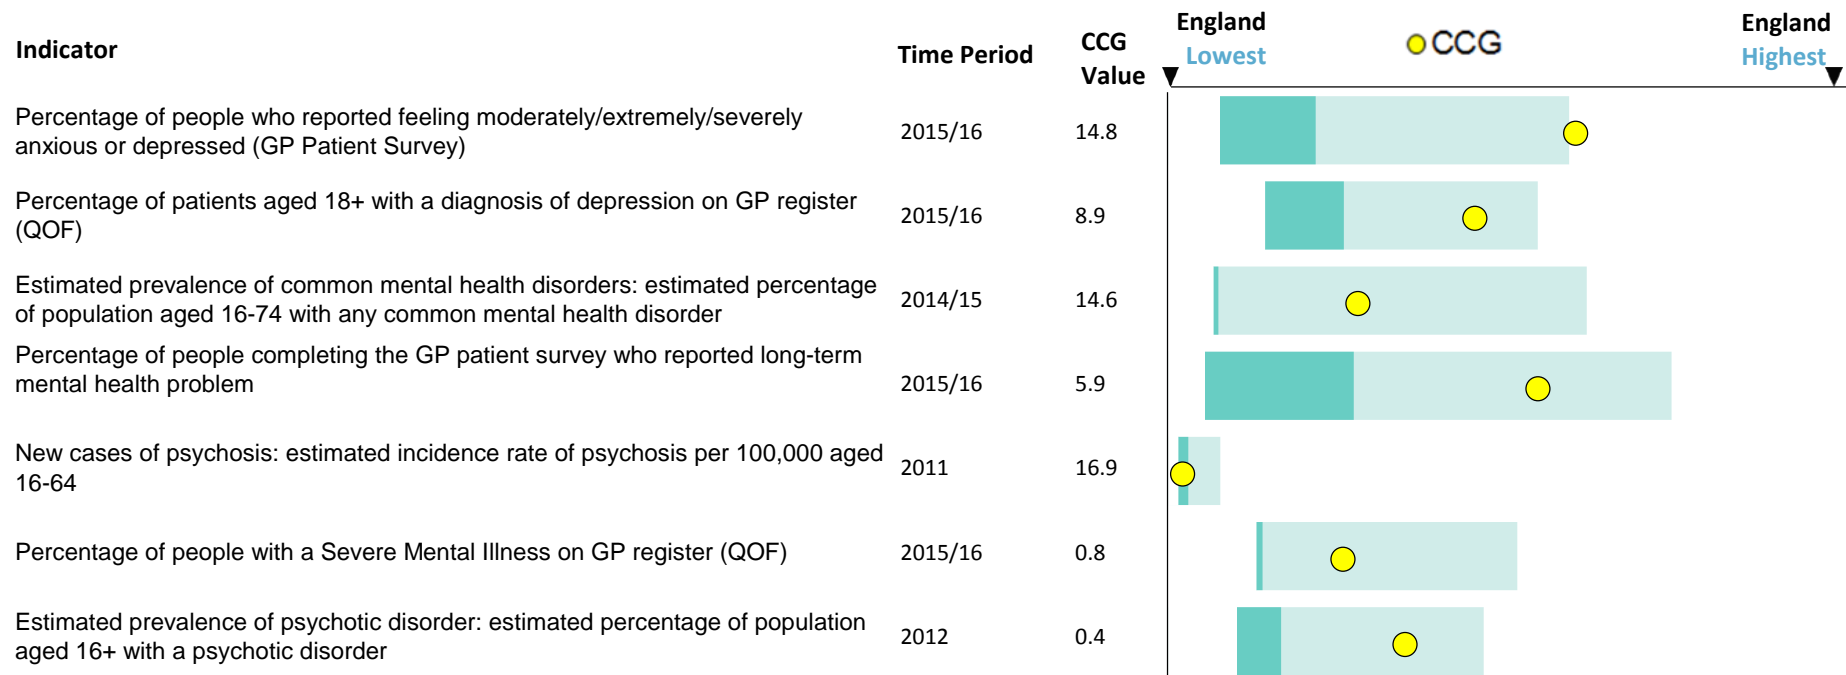 Indicator
Time Period
CCG
Value
England
Lowest
CCG
England
Highest
Percentage of people who reported feeling moderately/extremely/severely
anxious or depressed (GP Patient Survey)
2015/16
14.8
Percentage of patients aged 18+ with a diagnosis of depression on GP register
(QOF)
2015/16
8.9
Estimated prevalence of common mental health disorders: estimated percentage
of population aged 16-74 with any common mental health disorder
2014/15
14.6
Percentage of people completing the GP patient survey who reported long-term
mental health problem
2015/16
5.9
New cases of psychosis: estimated incidence rate of psychosis per 100,000 aged
16-64
2011
16.9
Percentage of people with a Severe Mental Illness on GP register (QOF)
2015/16
0.8
Estimated prevalence of psychotic disorder: estimated percentage of population
aged 16+ with a psychotic disorder
2012
0.4